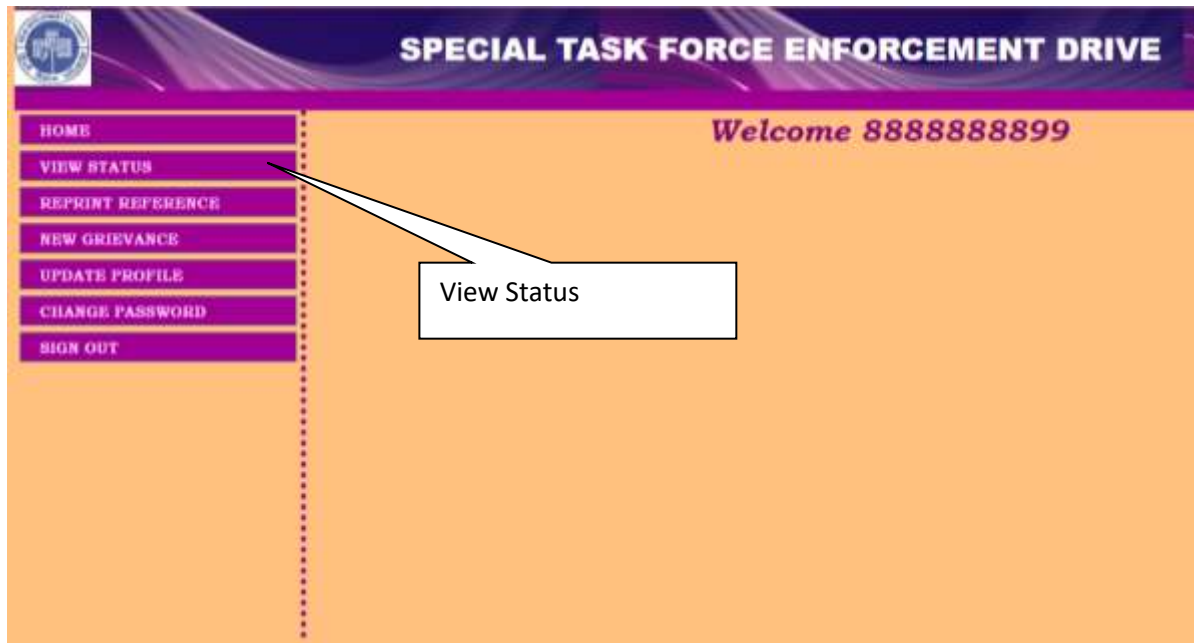 SPECIAL TASK FORCE ENFORCEMENT DRIVE
Welcome 8888888899
HOME
VIEW STATUS
REPRINT REFERENCE
NEW GRIEVANCE
UPDATE PROFILE
CHANGE PASSWORD
SIGN OUT
View Status